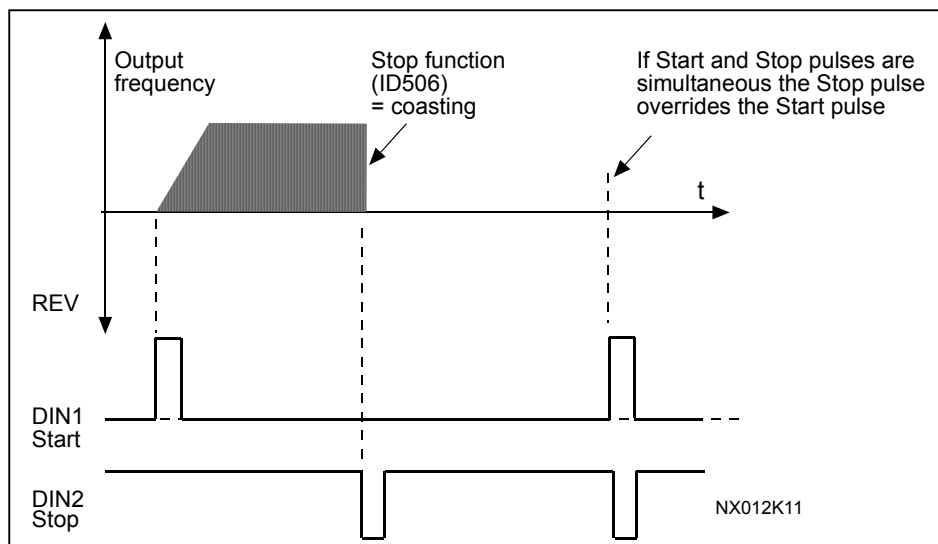 Output
frequency
Stop function
(ID506)
= coasting
If Start and Stop pulses are
simultaneous the Stop pulse
overrides the Start pulse
t
REV
DIN1
Start
DIN2
Stop
NX012K11